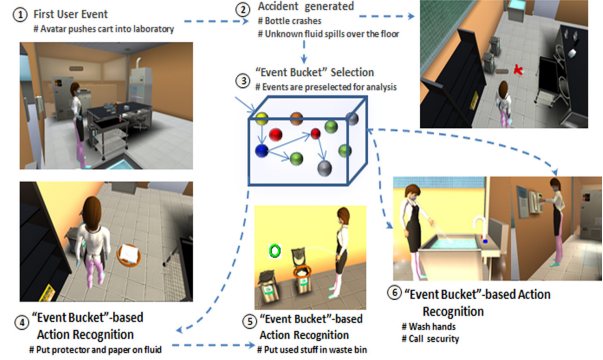 1 First User Event
# Avatar pushes cart into laboratory
2 Accident generated
# Bottle crashes
# Unknown fluid spills over the floor
3 “Event Bucket” Selection
# Events are preselected for analysis
4 “Event Bucket”-based
Action Recognition
# Put protector and paper on fluid
5 “Event Bucket”-based
Action Recognition
# Put used stuff in waste bin
6 “Event Bucket”-based Action
Recognition
# Wash hands
# Call security